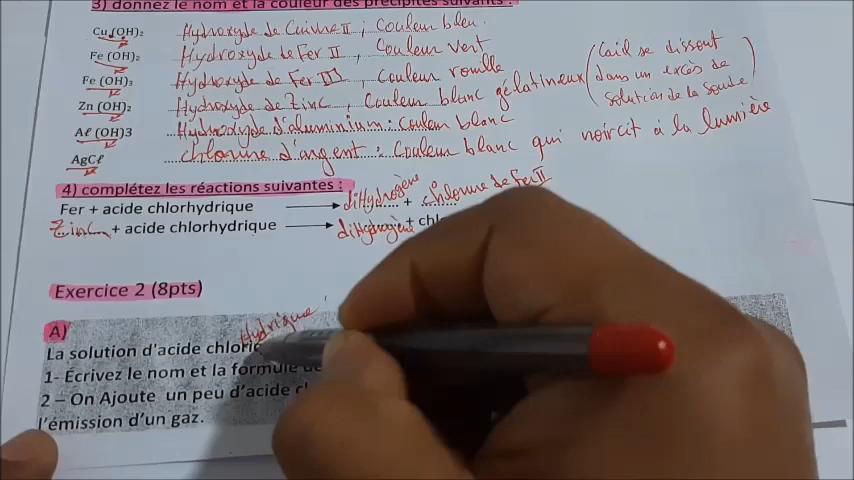 3) donnez le nom et la couleur des précipités suivants :
Cu (OH)₂ Hydroxyde de Cuivre II ; Couleur bleu.
Fe (OH)₂ Hydroxyde de Fer II , Couleur vert
Fe (OH)₃ Hydroxyde de Fer III , Couleur rouille
Zn (OH)₂ Hydroxyde de Zinc , Couleur blanc gélatineux (Cail se dissout dans un excès de solution de la soude)
Aℓ (OH)3 Hydroxyde d'aluminium : Couleur blanc
AgCℓ chlorure d'argent : Couleur blanc qui noircit à la lumière
4) complétez les réactions suivantes :
Fer + acide chlorhydrique → diHydrogène + chlorure de Fer II
Zinc + acide chlorhydrique → diHydrogène + chl
Exercice 2 (8pts)
A)
Hydrique
La solution d'acide chlori
1- Écrivez le nom et la formule de
2 – On Ajoute un peu d'acide c
l'émission d'un gaz.